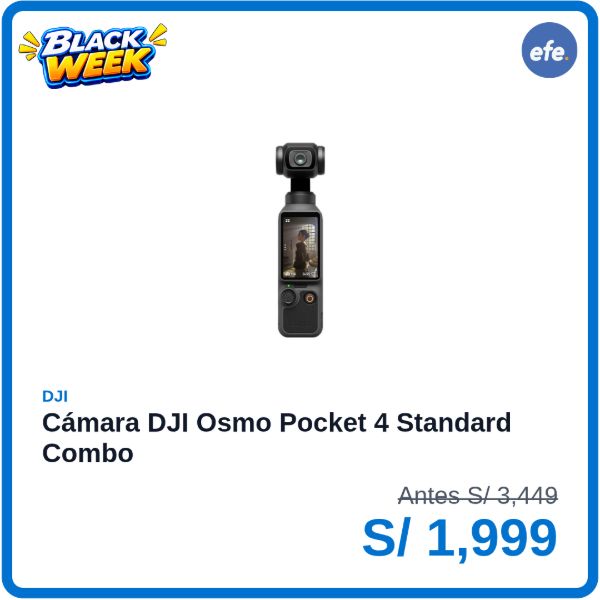 BLACK
WEEK
efe.
DJI
Cámara DJI Osmo Pocket 4 Standard
Combo
Antes S/ 3,449
S/ 1,999